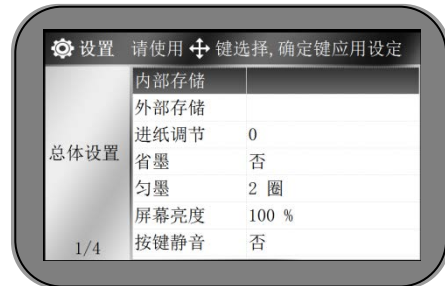 设置 请使用 键选择,确定键应用设定
内部存储
外部存储
进纸调节 0
总体设置
省墨 否
匀墨 2 圈
屏幕亮度 100 %
1/4
按键静音 否